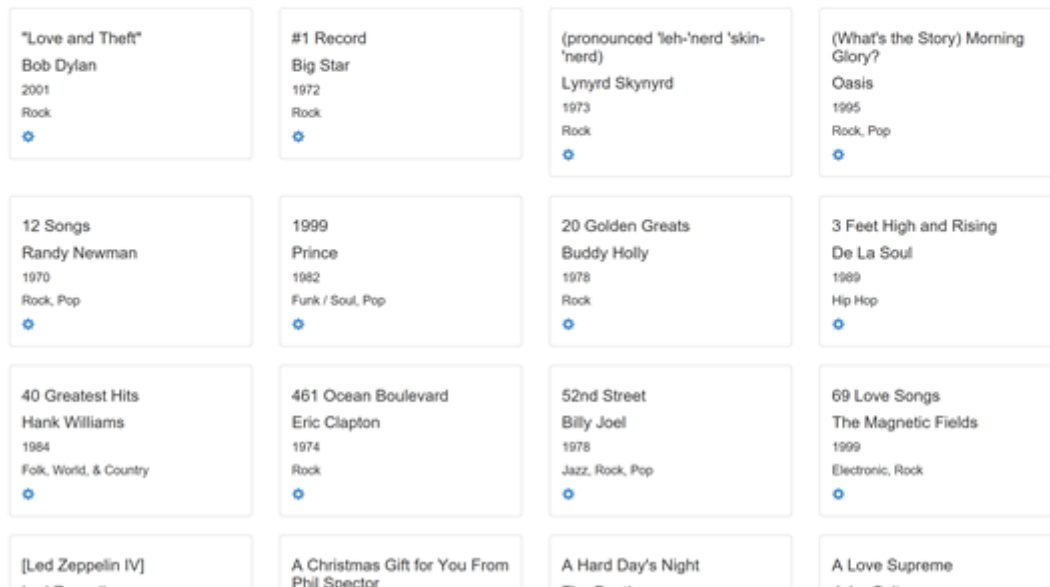 "Love and Theft"
Bob Dylan
2001
Rock
#1 Record
Big Star
1972
Rock
(pronounced 'leh-'nerd 'skin-
'nerd)
Lynyrd Skynyrd
1973
Rock
(What's the Story) Morning
Glory?
Oasis
1995
Rock, Pop
12 Songs
Randy Newman
1970
Rock, Pop
1999
Prince
1982
Funk / Soul, Pop
20 Golden Greats
Buddy Holly
1978
Rock
3 Feet High and Rising
De La Soul
1989
Hip Hop
40 Greatest Hits
Hank Williams
1984
Folk, World, & Country
461 Ocean Boulevard
Eric Clapton
1974
Rock
52nd Street
Billy Joel
1978
Jazz, Rock, Pop
69 Love Songs
The Magnetic Fields
1999
Electronic, Rock
[Led Zeppelin IV]
A Christmas Gift for You From
Phil Spector
A Hard Day's Night
A Love Supreme